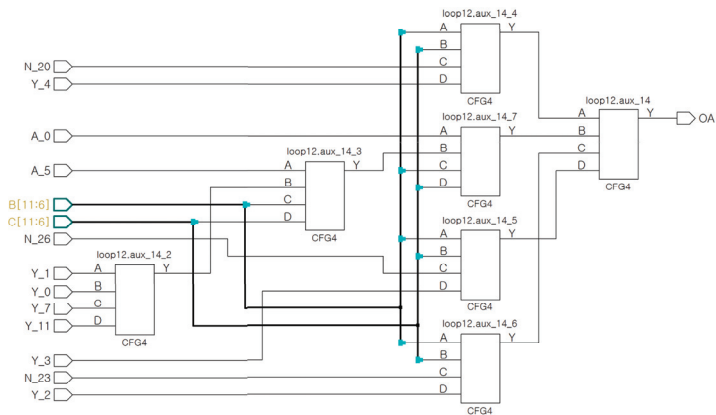 loop12.aux_14_4
A Y
B
N_20 C
Y_4 D
CFG4
loop12.aux_14
A Y OA
B
C
D
CFG4
loop12.aux_14_7
A_0 A Y
B
C
D
CFG4
loop12.aux_14_3
A_5 A Y
B
B[11:6] C
C[11:6] D
CFG4
loop12.aux_14_5
N_26
A Y
B
C
D
CFG4
loop12.aux_14_2
Y_1 A Y
Y_0 B
Y_7 C
Y_11 D
CFG4
loop12.aux_14_6
A Y
Y_3 B
N_23 C
Y_2 D
CFG4